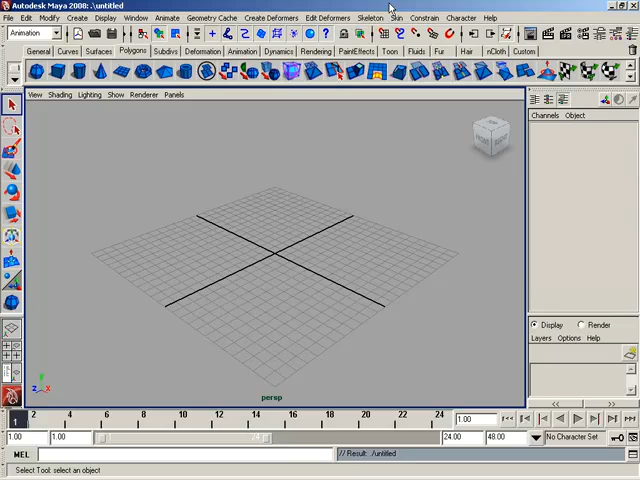 Autodesk Maya 2008: .\untitled
File Edit Modify Create Display Window Animate Geometry Cache Create Deformers Edit Deformers Skeleton Skin Constrain Character Help
Animation
General Curves Surfaces Polygons Subdivs Deformation Animation Dynamics Rendering PaintEffects Toon Fluids Fur Hair nCloth Custom
View Shading Lighting Show Renderer Panels
Channels Object
FRONT RIGHT
persp
Display Render
Layers Options Help
1 2 4 6 8 10 12 14 16 18 20 22 24 1.00
1.00 1.00 24 24.00 48.00 No Character Set
MEL // Result: ./untitled
Select Tool: select an object